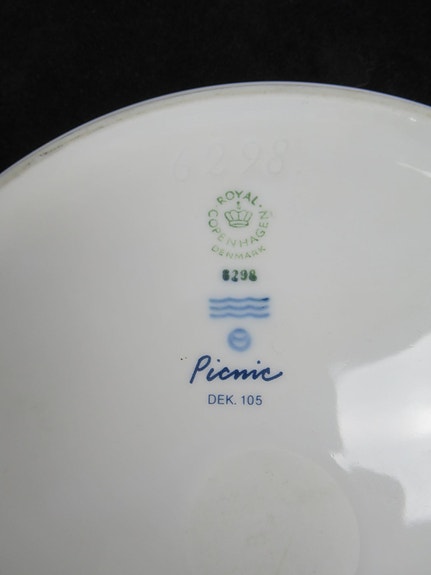 6298.
ROYAL
COPENHAGEN
DENMARK
6298
Picnic
DEK. 105